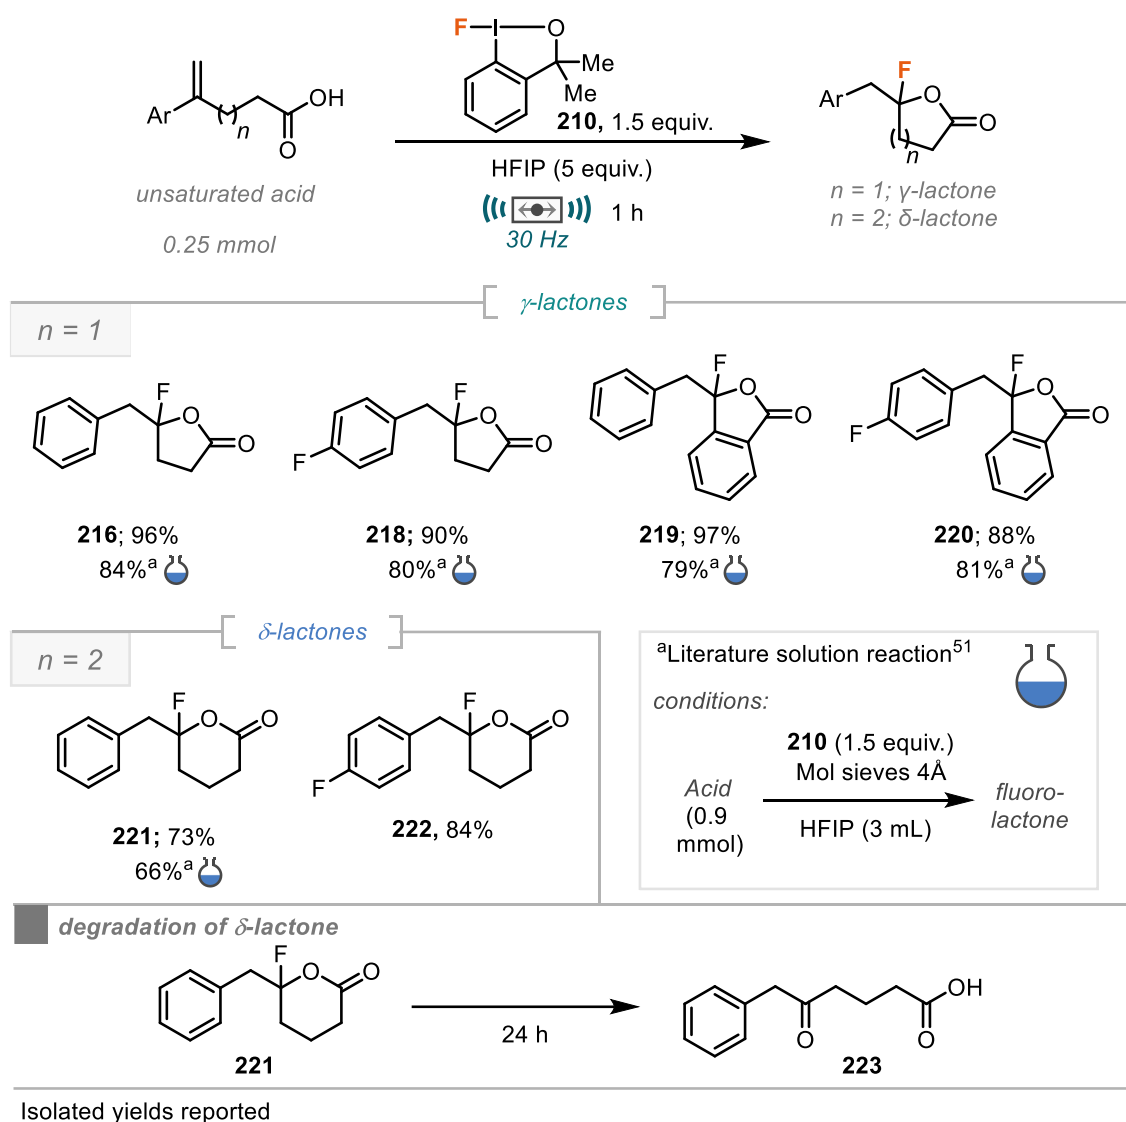 F I O
Me
Me
210, 1.5 equiv.
HFIP (5 equiv.)
30 Hz
1 h
Ar
( )n
OH
O
unsaturated acid
0.25 mmol
Ar
F
O
O
( )n
n = 1; γ-lactone
n = 2; δ-lactone
γ-lactones
n = 1
F
O
O
F
F
O
O
F
O
O
F
F
O
O
216; 96%
84%ᵃ
218; 90%
80%ᵃ
219; 97%
79%ᵃ
220; 88%
81%ᵃ
δ-lactones
n = 2
F
O
O
F
F
O
O
221; 73%
66%ᵃ
222, 84%
ᵃLiterature solution reaction⁵¹
conditions:
210 (1.5 equiv.)
Mol sieves 4Å
HFIP (3 mL)
Acid
(0.9
mmol)
fluoro-
lactone
degradation of δ-lactone
F
O
O
221
24 h
O
O
OH
223
Isolated yields reported